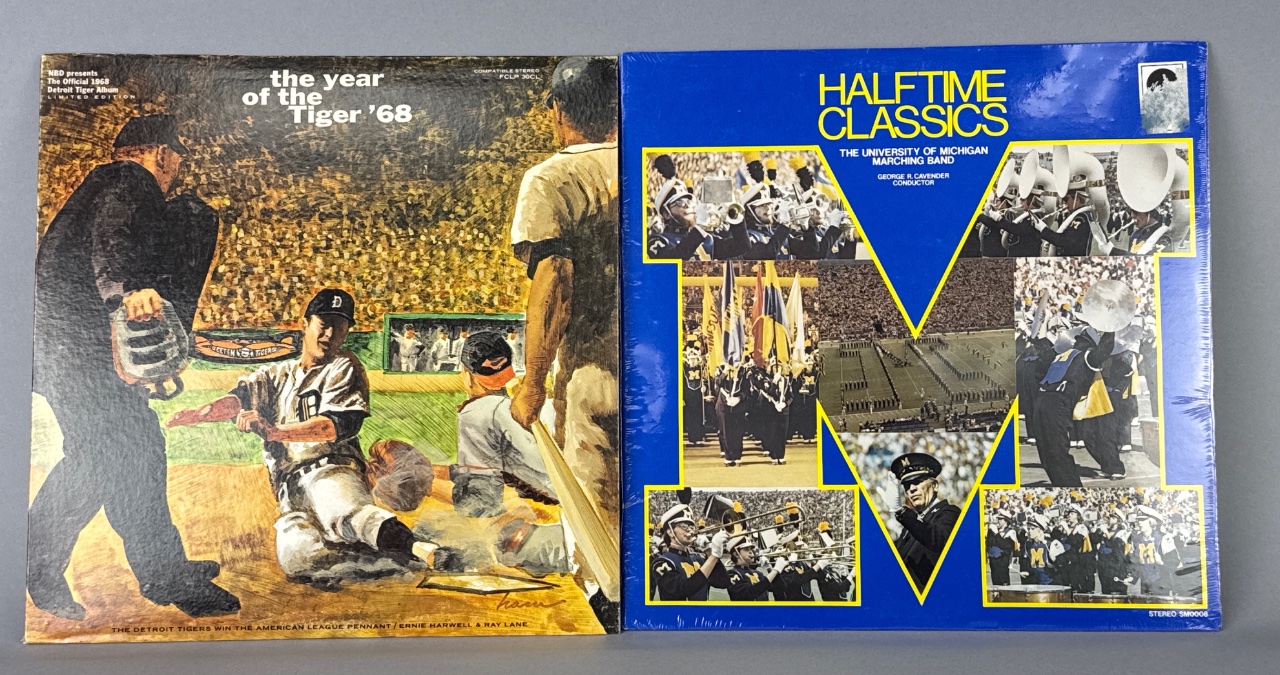 NBD presents
The Official 1968
Detroit Tiger Album
LIMITED EDITION
the year
of the
Tiger '68
COMPATIBLE STEREO
FCLP 30CL
D
D
THE DETROIT TIGERS WIN THE AMERICAN LEAGUE PENNANT / ERNIE HARWELL & RAY LANE
HALFTIME
CLASSICS
THE UNIVERSITY OF MICHIGAN
MARCHING BAND
GEORGE R. CAVENDER
CONDUCTOR
M
STEREO SM0008